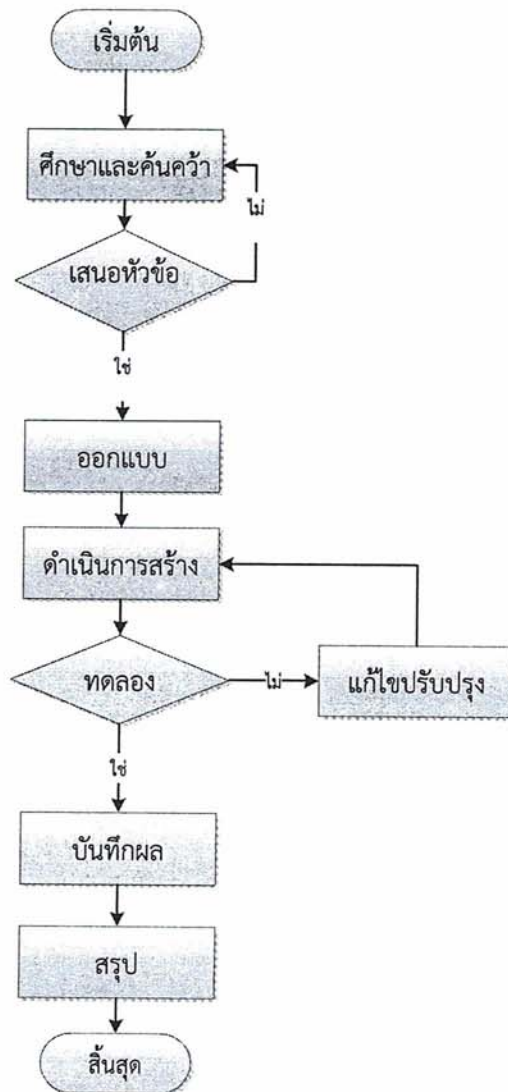 เริ่มต้น
ศึกษาและค้นคว้า
ไม่
เสนอหัวข้อ
ใช่
ออกแบบ
ดำเนินการสร้าง
ทดลอง
ไม่
แก้ไขปรับปรุง
ใช่
บันทึกผล
สรุป
สิ้นสุด